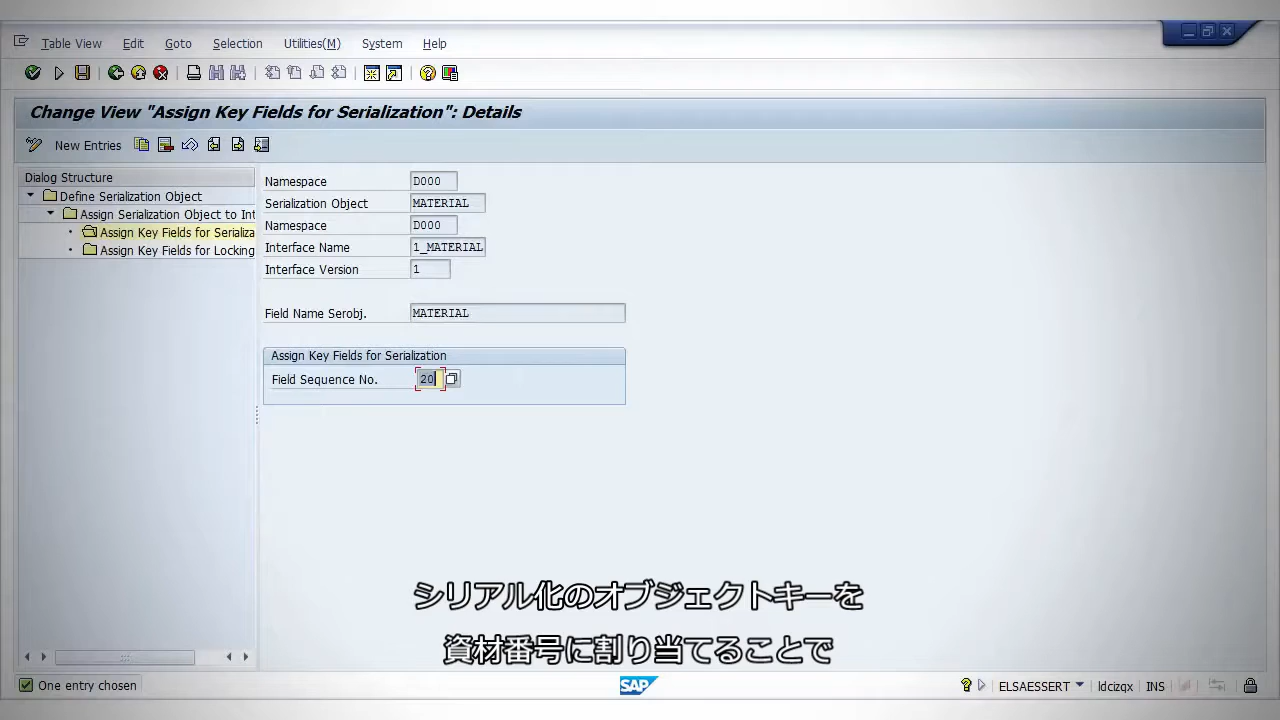 Table View Edit Goto Selection Utilities(M) System Help
Change View "Assign Key Fields for Serialization": Details
New Entries
Dialog Structure
Define Serialization Object
Assign Serialization Object to Int
Assign Key Fields for Serializa
Assign Key Fields for Locking
Namespace D000
Serialization Object MATERIAL
Namespace D000
Interface Name 1_MATERIAL
Interface Version 1
Field Name Serobj. MATERIAL
Assign Key Fields for Serialization
Field Sequence No. 20
シリアル化のオブジェクトキーを
資材番号に割り当てることで
One entry chosen
SAP
ELSAESSERT ldcizqx INS